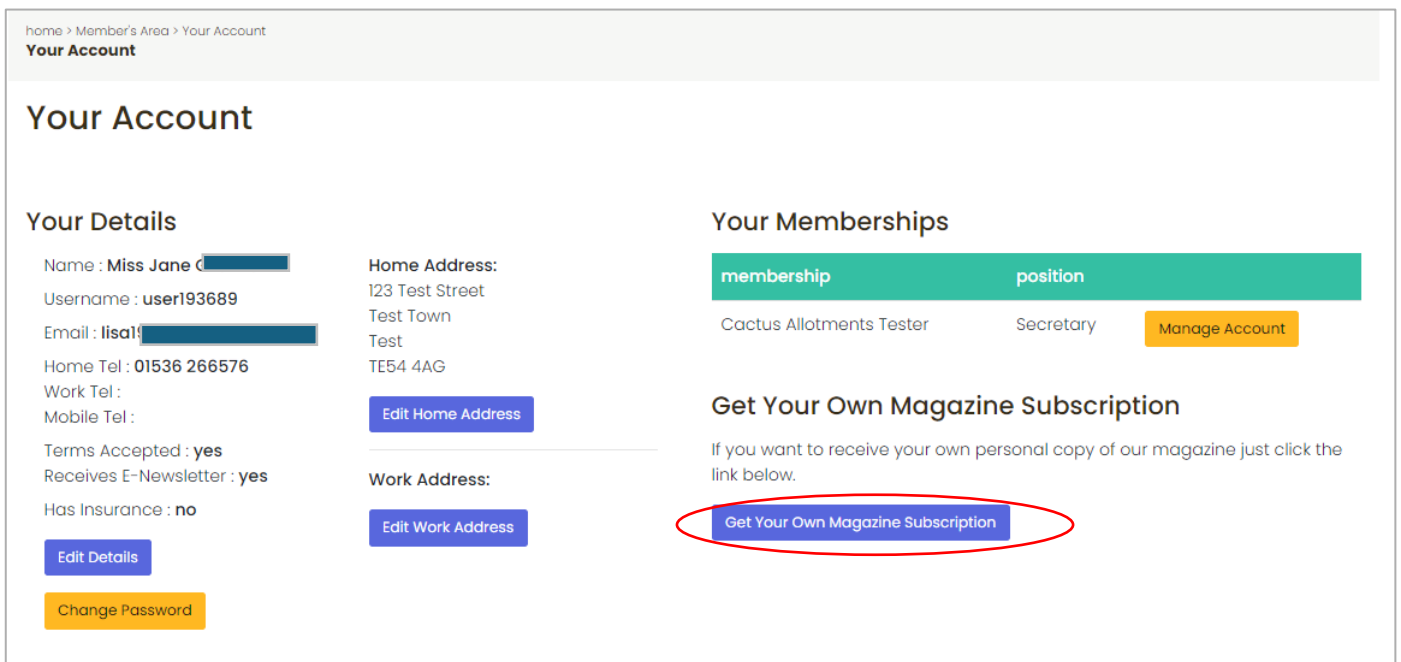 home > Member's Area > Your Account
Your Account
Your Account
Your Details
Name : Miss Jane
Username : user193689
Email :
Home Tel : 01536 266576
Work Tel :
Mobile Tel :
Terms Accepted : yes
Receives E-Newsletter : yes
Has Insurance : no
Edit Details
Change Password
Home Address:
123 Test Street
Test Town
Test
TE54 4AG
Edit Home Address
Work Address:
Edit Work Address
Your Memberships
membership position
Cactus Allotments Tester Secretary Manage Account
Get Your Own Magazine Subscription
If you want to receive your own personal copy of our magazine just click the
link below.
Get Your Own Magazine Subscription